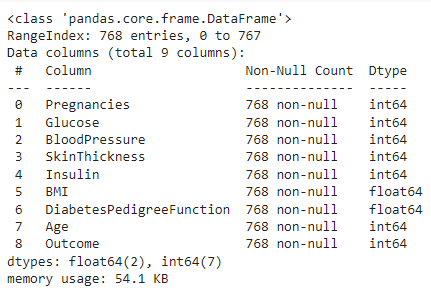 <class 'pandas.core.frame.DataFrame'>
RangeIndex: 768 entries, 0 to 767
Data columns (total 9 columns):
 #   Column                    Non-Null Count  Dtype
---  ------                    --------------  -----
 0   Pregnancies               768 non-null    int64
 1   Glucose                   768 non-null    int64
 2   BloodPressure             768 non-null    int64
 3   SkinThickness             768 non-null    int64
 4   Insulin                   768 non-null    int64
 5   BMI                       768 non-null    float64
 6   DiabetesPedigreeFunction  768 non-null    float64
 7   Age                       768 non-null    int64
 8   Outcome                   768 non-null    int64
dtypes: float64(2), int64(7)
memory usage: 54.1 KB